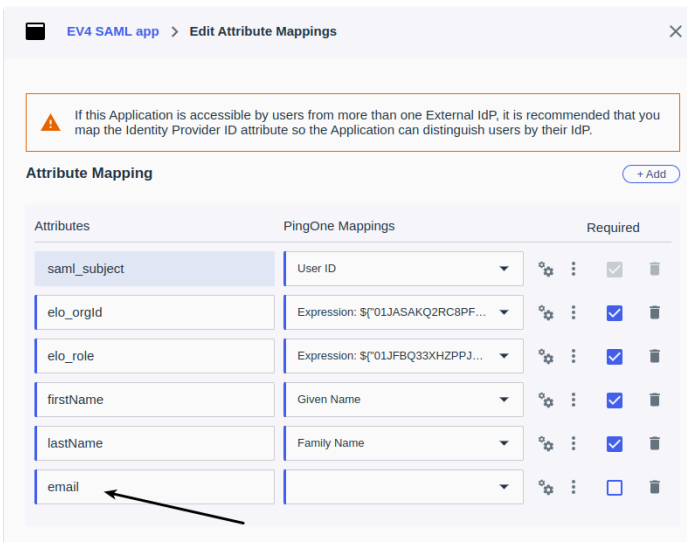 EV4 SAML app > Edit Attribute Mappings
If this Application is accessible by users from more than one External IdP, it is recommended that you
map the Identity Provider ID attribute so the Application can distinguish users by their IdP.
Attribute Mapping
+ Add
Attributes PingOne Mappings Required
saml_subject User ID
elo_orgId Expression: ${"01JASAKQ2RC8PF...
elo_role Expression: ${"01JFBQ33XHZPPJ...
firstName Given Name
lastName Family Name
email